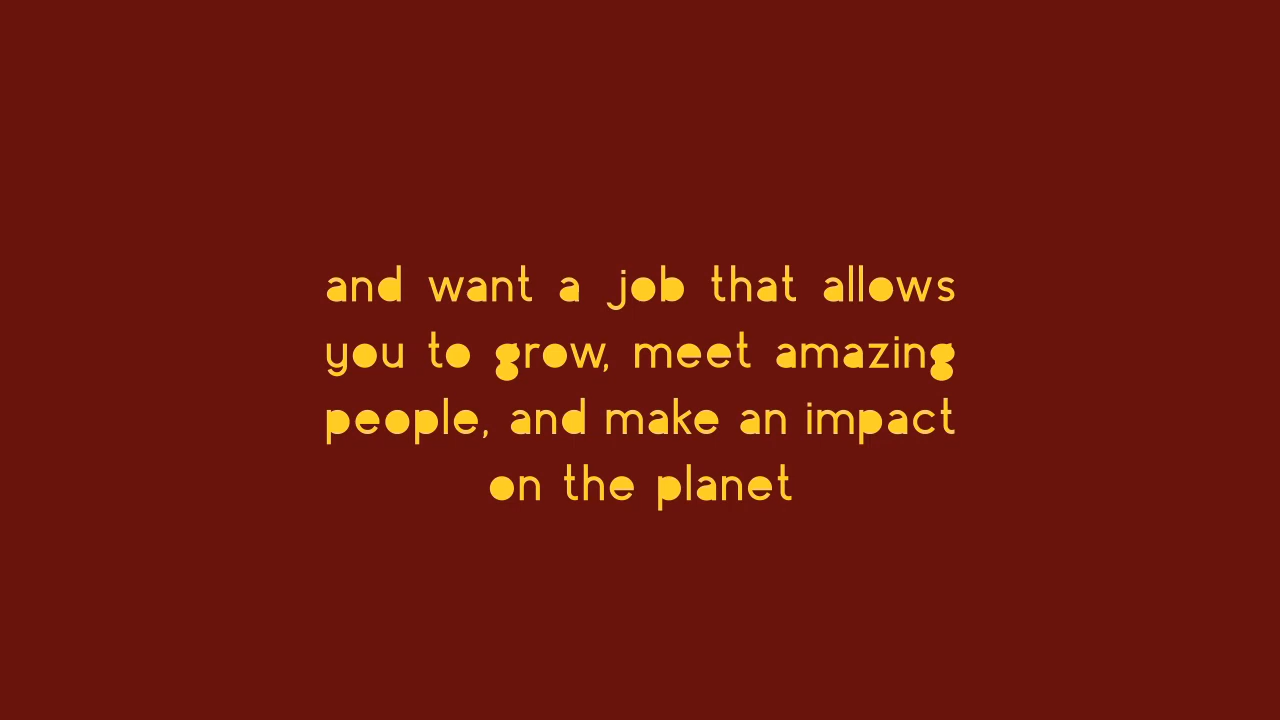 and want a job that allows
you to grow, meet amazing
people, and make an impact
on the planet